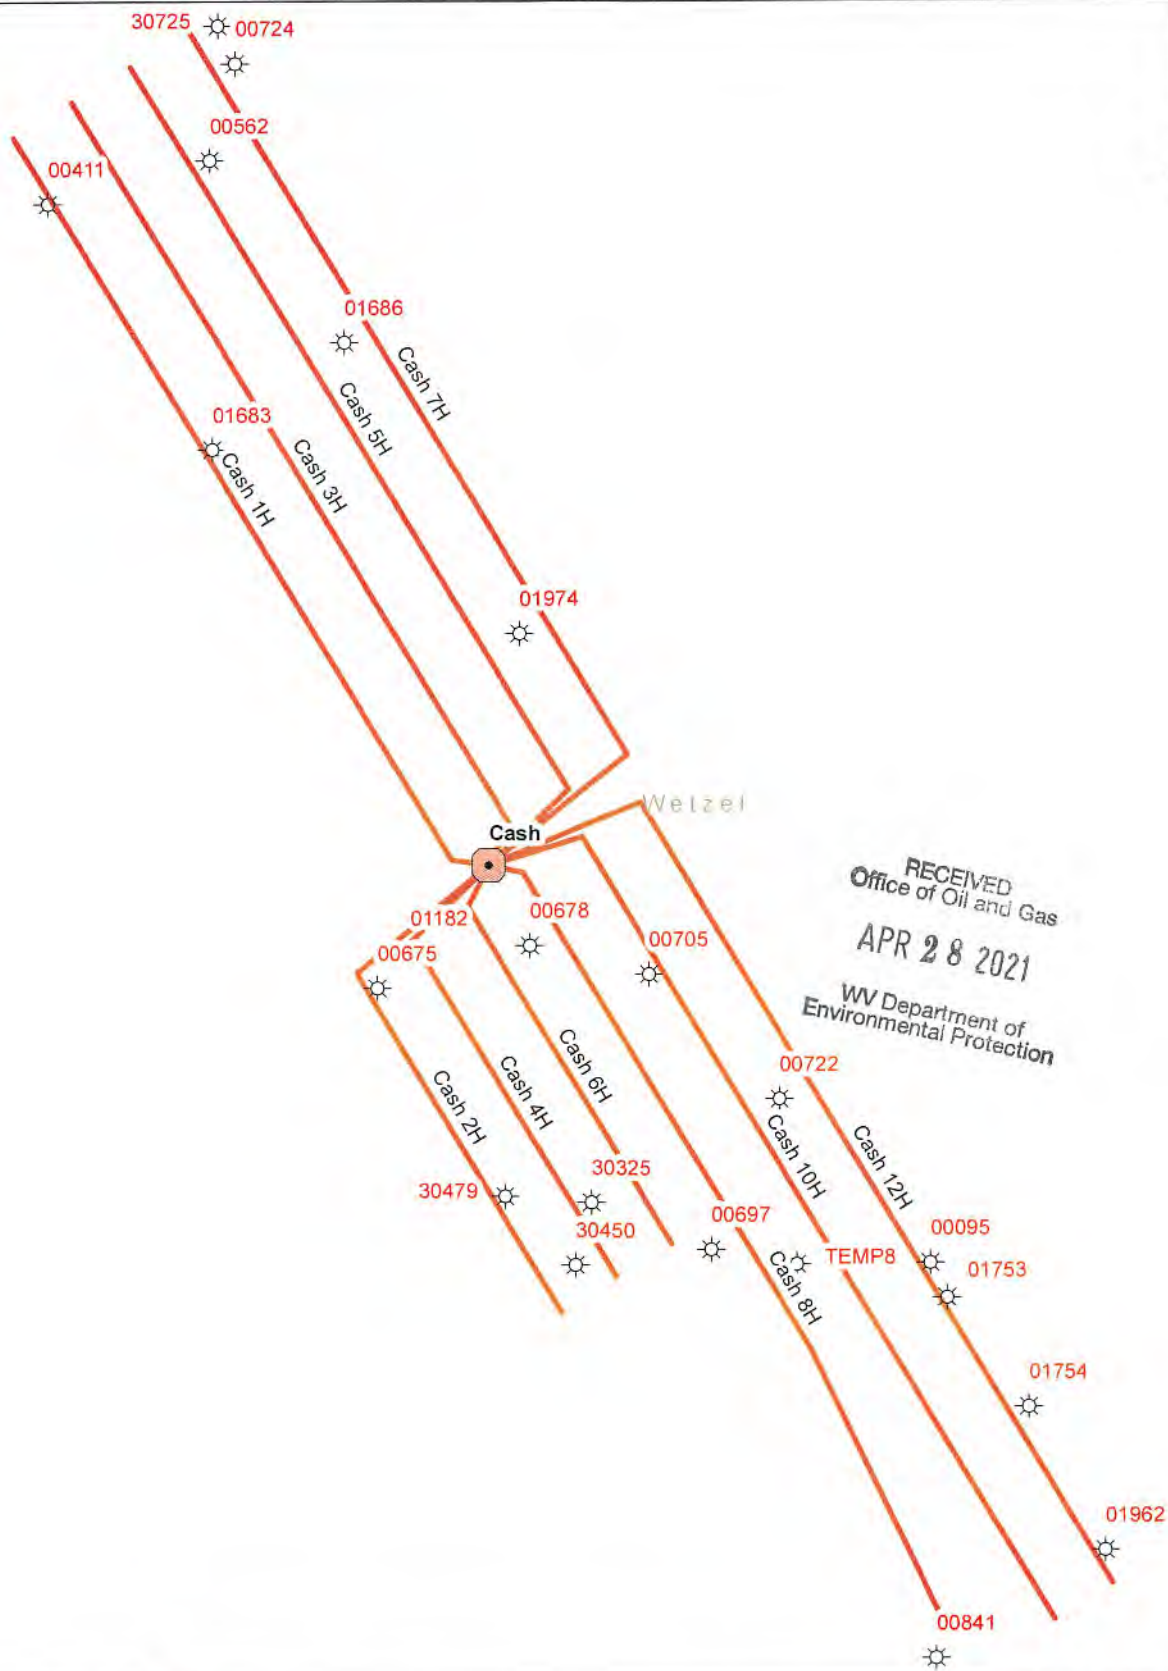 30725
00724
00562
00411
01686
Cash 7H
Cash 5H
01683
Cash 3H
Cash 1H
01974
Wetzel
Cash
RECEIVED
Office of Oil and Gas
APR 28 2021
WV Department of
Environmental Protection
01182
00678
00675
00705
Cash 6H
Cash 4H
Cash 2H
00722
Cash 10H
Cash 12H
30325
30479
30450
00697
00095
TEMP8
01753
Cash 8H
01754
01962
00841